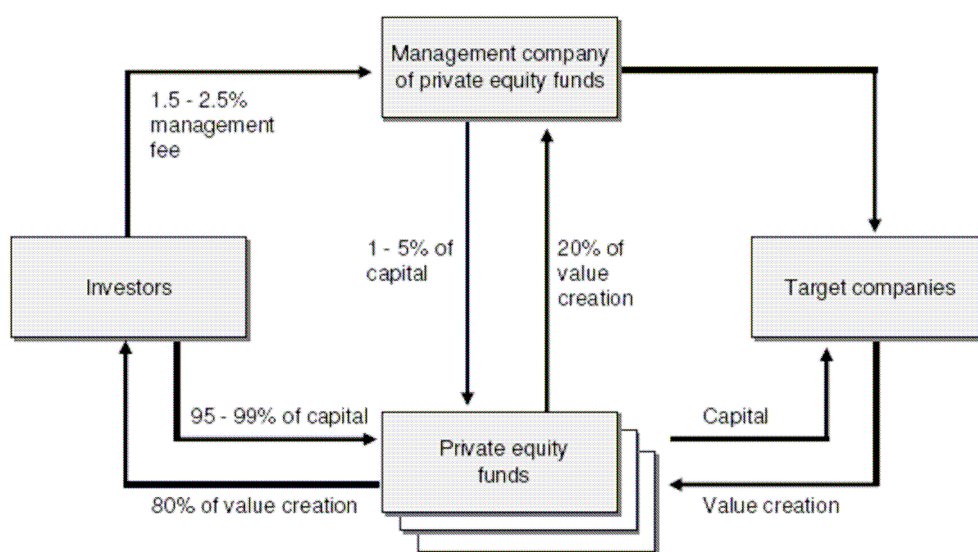 Management company
of private equity funds
1.5 - 2.5%
management
fee
1 - 5% of
capital
20% of
value
creation
Investors
Target companies
95 - 99% of capital
Capital
Private equity
funds
80% of value creation
Value creation